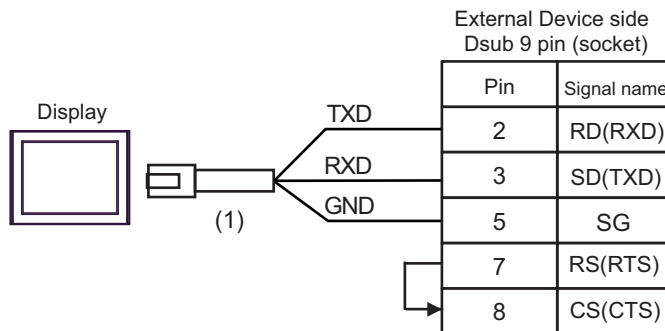 External Device side
Dsub 9 pin (socket)
Pin Signal name
Display
TXD 2 RD(RXD)
RXD 3 SD(TXD)
(1)
GND 5 SG
7 RS(RTS)
8 CS(CTS)